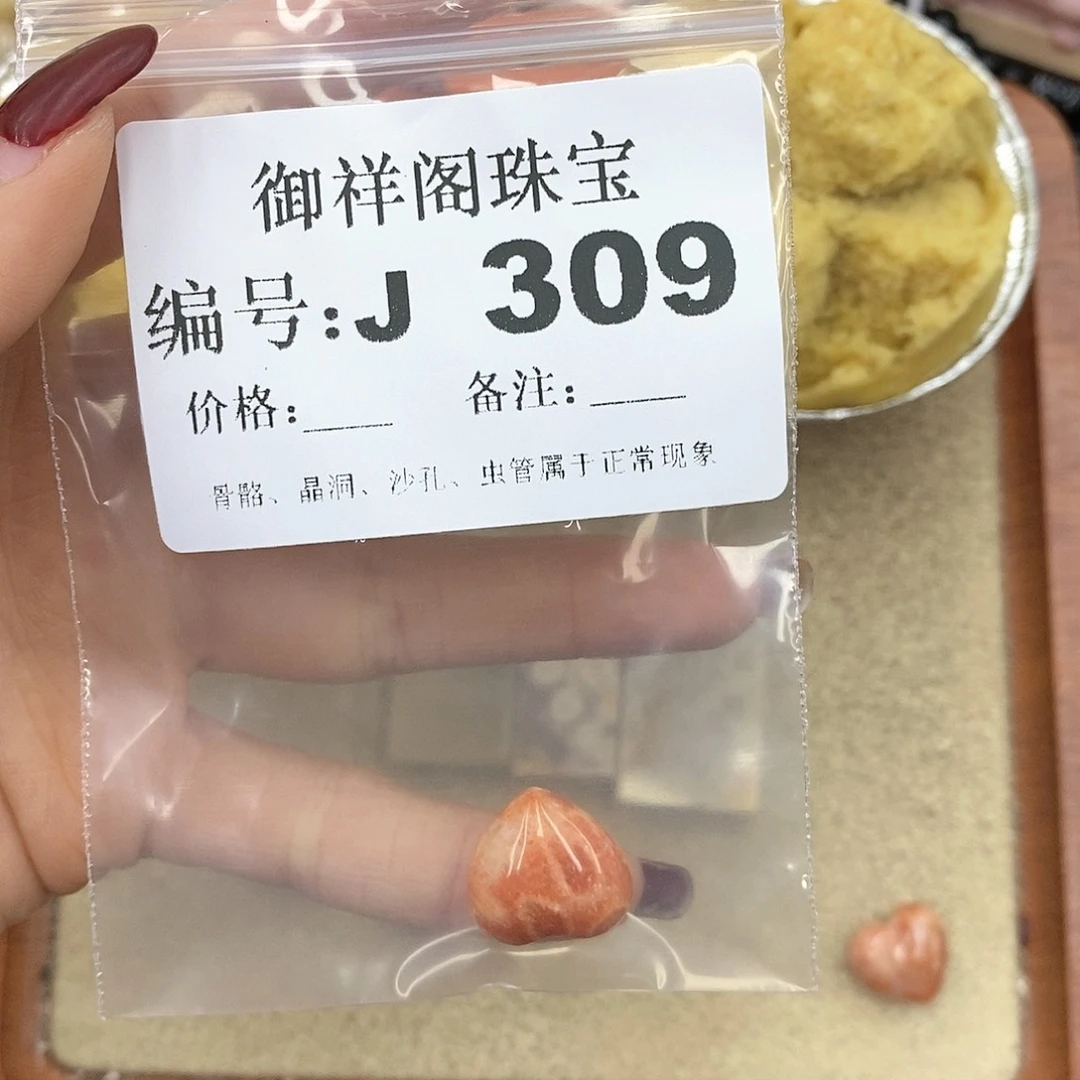 御祥阁珠宝
编号:J 309
价格:____ 备注:____
骨骼、晶洞、沙孔、虫管属于正常现象